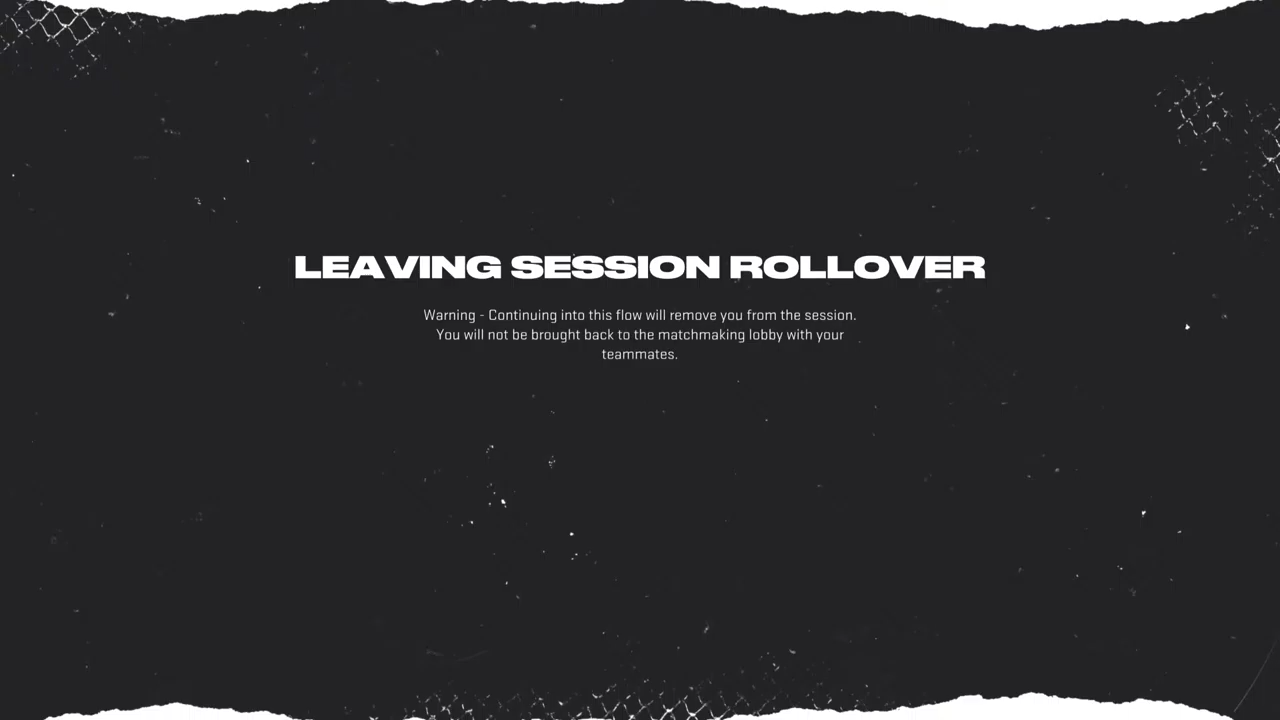 LEAVING SESSION ROLLOVER
Warning - Continuing into this flow will remove you from the session.
You will not be brought back to the matchmaking lobby with your
teammates.